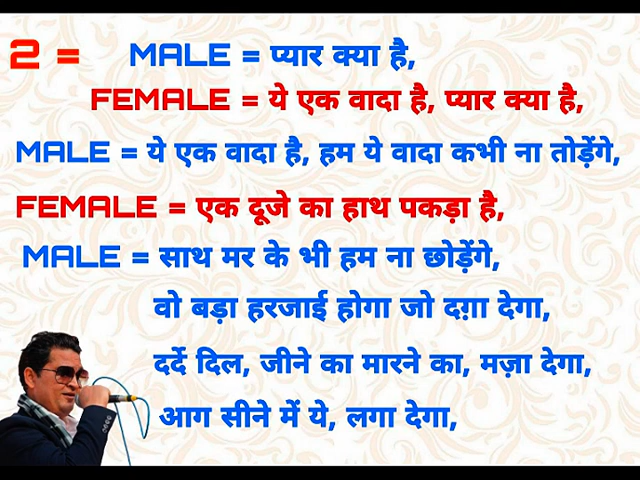 2 = MALE = प्यार क्या है,
FEMALE = ये एक वादा है, प्यार क्या है,
MALE = ये एक वादा है, हम ये वादा कभी ना तोड़ेंगे,
FEMALE = एक दूजे का हाथ पकड़ा है,
MALE = साथ मर के भी हम ना छोड़ेंगे,
वो बड़ा हरजाई होगा जो दग़ा देगा,
दर्दे दिल, जीने का मारने का, मज़ा देगा,
आग सीने में ये, लगा देगा,